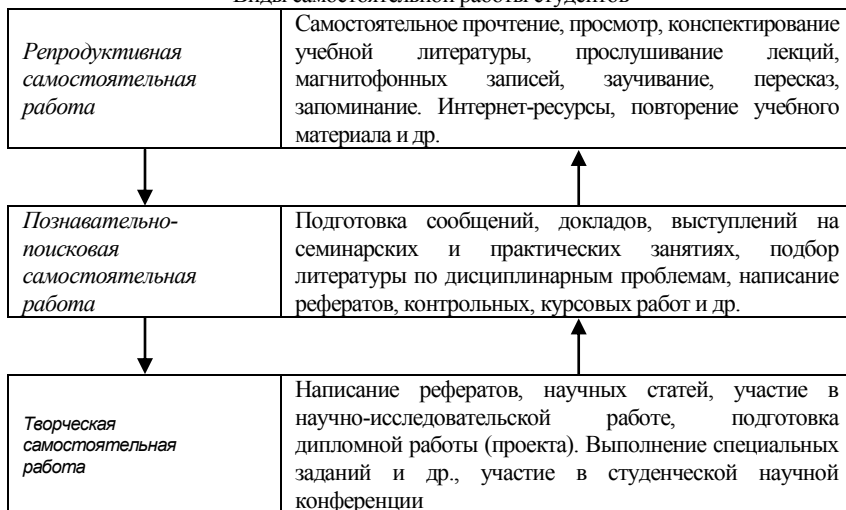 Виды самостоятельной работы студентов
Репродуктивная
самостоятельная
работа
Самостоятельное прочтение, просмотр, конспектирование
учебной литературы, прослушивание лекций,
магнитофонных записей, заучивание, пересказ,
запоминание. Интернет-ресурсы, повторение учебного
материала и др.
Познавательно-
поисковая
самостоятельная
работа
Подготовка сообщений, докладов, выступлений на
семинарских и практических занятиях, подбор
литературы по дисциплинарным проблемам, написание
рефератов, контрольных, курсовых работ и др.
Творческая
самостоятельная
работа
Написание рефератов, научных статей, участие в
научно-исследовательской работе, подготовка
дипломной работы (проекта). Выполнение специальных
заданий и др., участие в студенческой научной
конференции